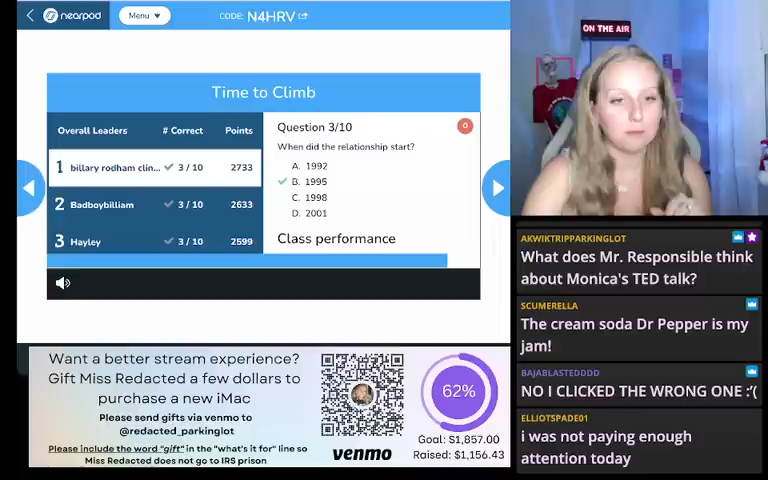 nearpod
Menu
CODE: N4HRV
Time to Climb
Overall Leaders # Correct Points
1 billary rodham clin... 3 / 10 2733
2 Badboybilliam 3 / 10 2633
3 Hayley 3 / 10 2599
Question 3/10
0
When did the relationship start?
A. 1992
B. 1995
C. 1998
D. 2001
Class performance
ON THE AIR
AKWIKTRIPPARKINGLOT
What does Mr. Responsible think
about Monica's TED talk?
SCUMERELLA
The cream soda Dr Pepper is my
jam!
BAJABLASTEDDDD
NO I CLICKED THE WRONG ONE :'(
ELLIOTSPADE01
i was not paying enough
attention today
Want a better stream experience?
Gift Miss Redacted a few dollars to
purchase a new iMac
Please send gifts via venmo to
@redacted_parkinglot
Please include the word "gift" in the "what's it for" line so
Miss Redacted does not go to IRS prison
venmo
62%
Goal: $1,857.00
Raised: $1,156.43